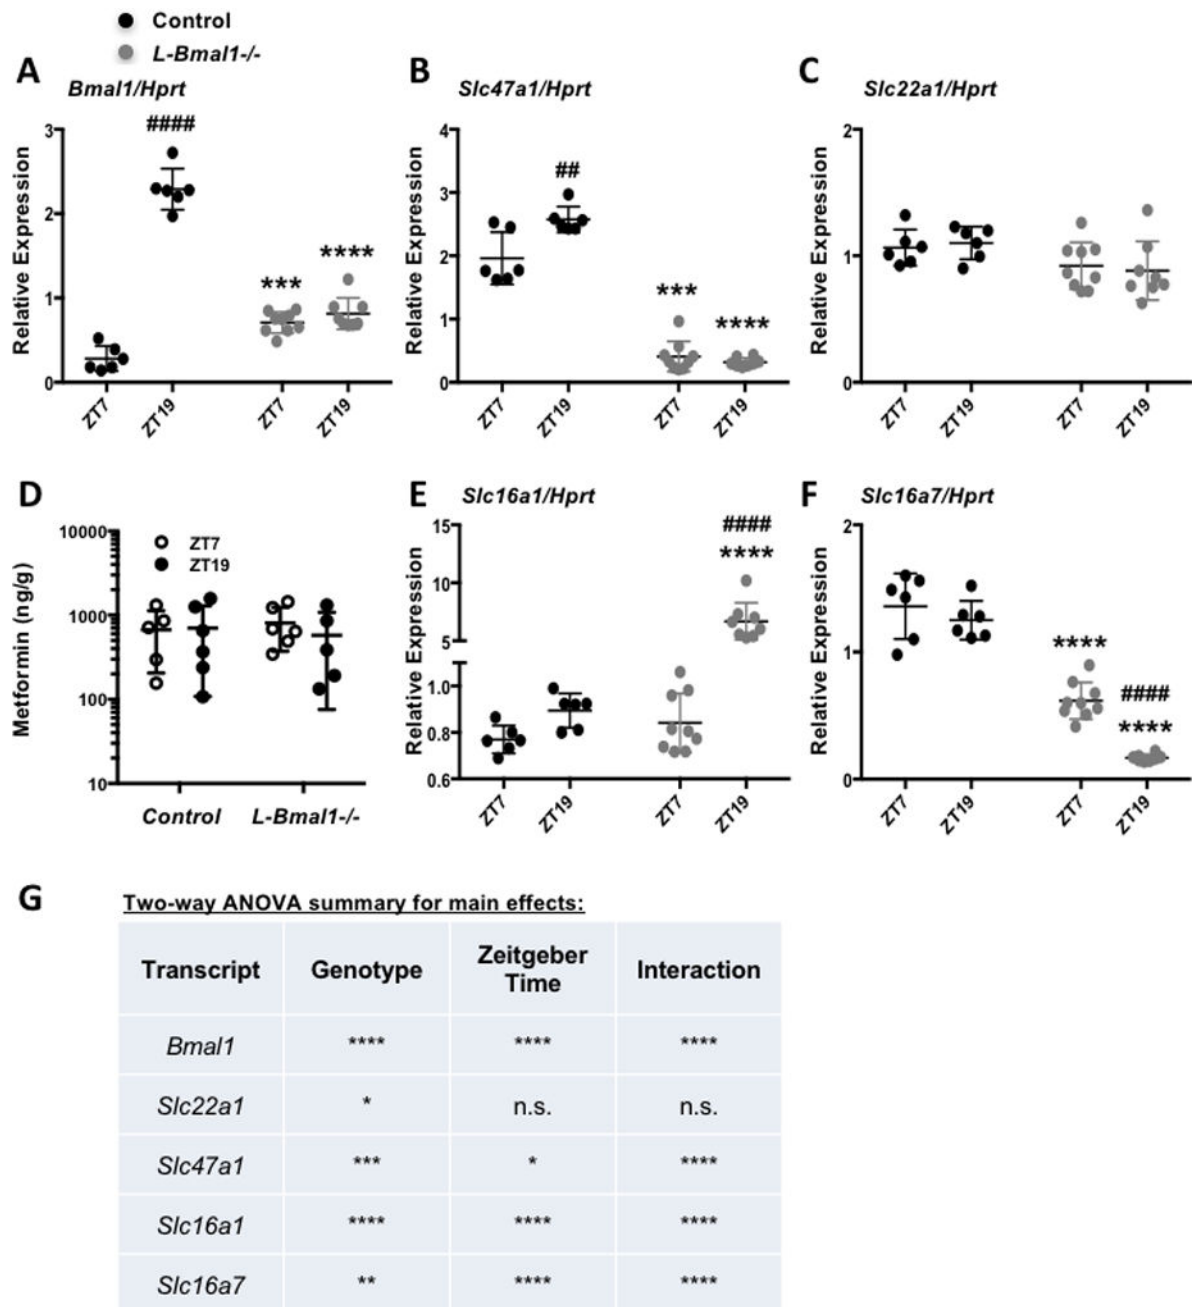 Control
L-Bmal1-/-
A
Bmal1/Hprt
Relative Expression
3
2
1
0
####
***
****
ZT7
ZT19
ZT7
ZT19
B
Slc47a1/Hprt
Relative Expression
4
3
2
1
0
##
***
****
ZT7
ZT19
ZT7
ZT19
C
Slc22a1/Hprt
Relative Expression
2
1
0
ZT7
ZT19
ZT7
ZT19
D
Metformin (ng/g)
10000
1000
100
10
ZT7
ZT19
Control
L-Bmal1-/-
E
Slc16a1/Hprt
Relative Expression
15
10
5
1.0
0.8
0.6
####
****
ZT7
ZT19
ZT7
ZT19
F
Slc16a7/Hprt
Relative Expression
2
1
0
****
####
****
ZT7
ZT19
ZT7
ZT19
G
Two-way ANOVA summary for main effects:
Transcript Genotype Zeitgeber Time Interaction
Bmal1 **** **** ****
Slc22a1 * n.s. n.s.
Slc47a1 *** * ****
Slc16a1 **** **** ****
Slc16a7 ** **** ****